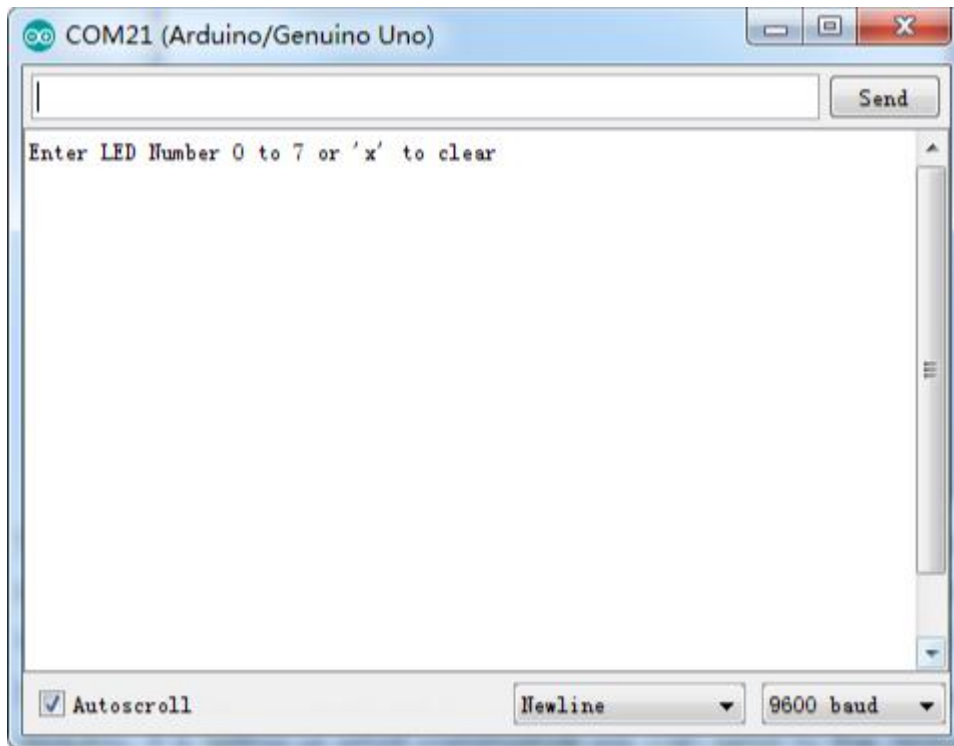 COM21 (Arduino/Genuino Uno)
Send
Enter LED Number 0 to 7 or 'x' to clear
Autoscroll
Newline
9600 baud